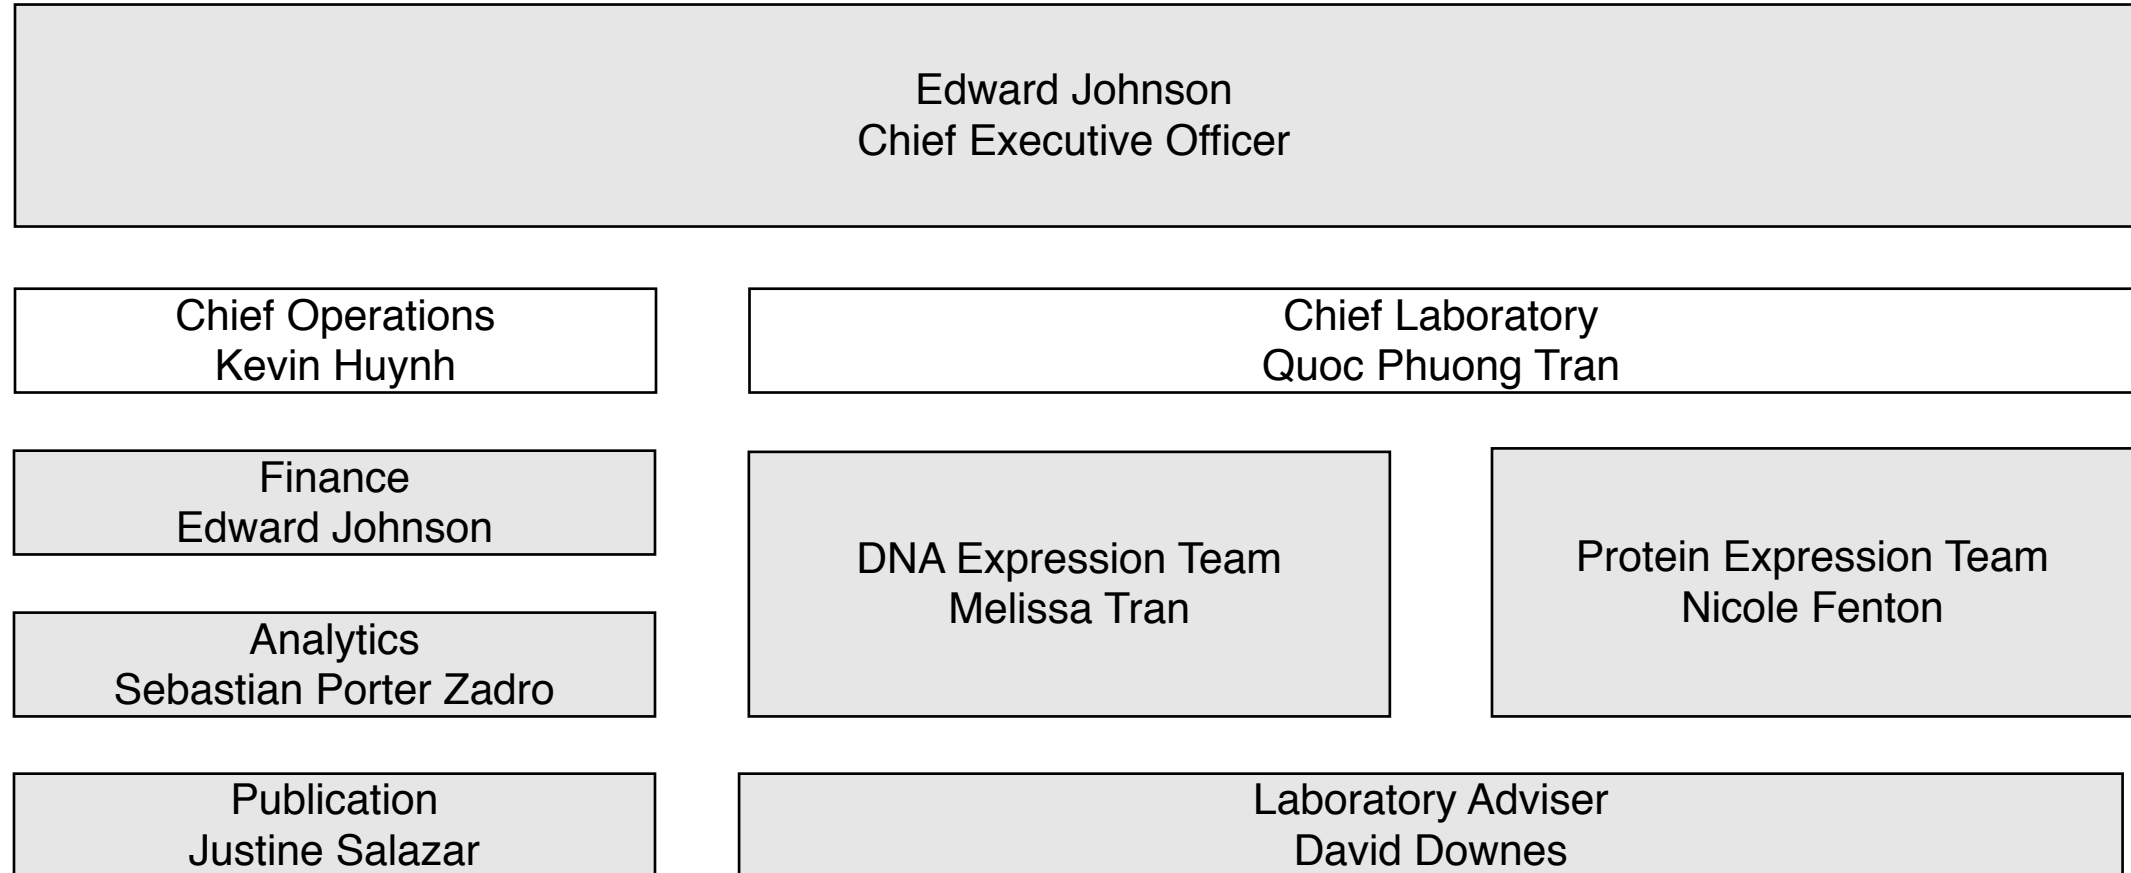 Edward Johnson
Chief Executive Officer
Chief Operations
Kevin Huynh
Chief Laboratory
Quoc Phuong Tran
Finance
Edward Johnson
DNA Expression Team
Melissa Tran
Protein Expression Team
Nicole Fenton
Analytics
Sebastian Porter Zadro
Publication
Justine Salazar
Laboratory Adviser
David Downes